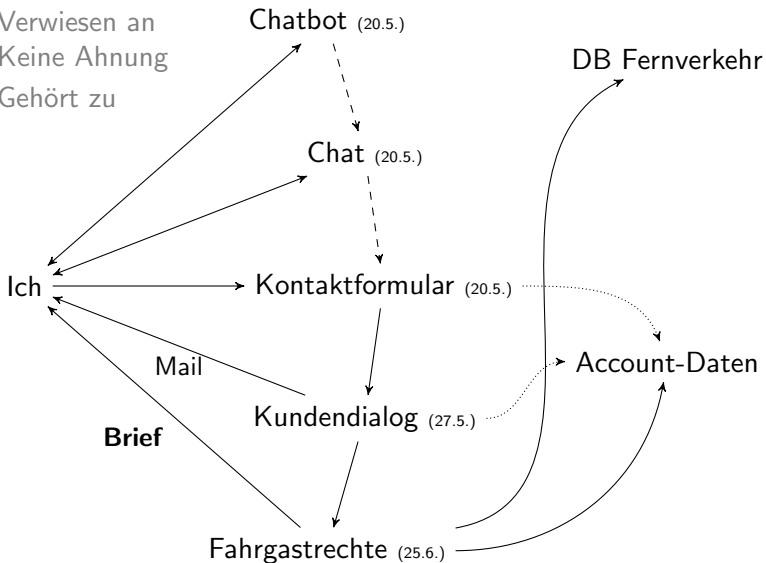 Verwiesen an
Keine Ahnung
Gehört zu
Chatbot (20.5.)
DB Fernverkehr
Chat (20.5.)
Ich
Kontaktformular (20.5.)
Mail
Account-Daten
Kundendialog (27.5.)
Brief
Fahrgastrechte (25.6.)